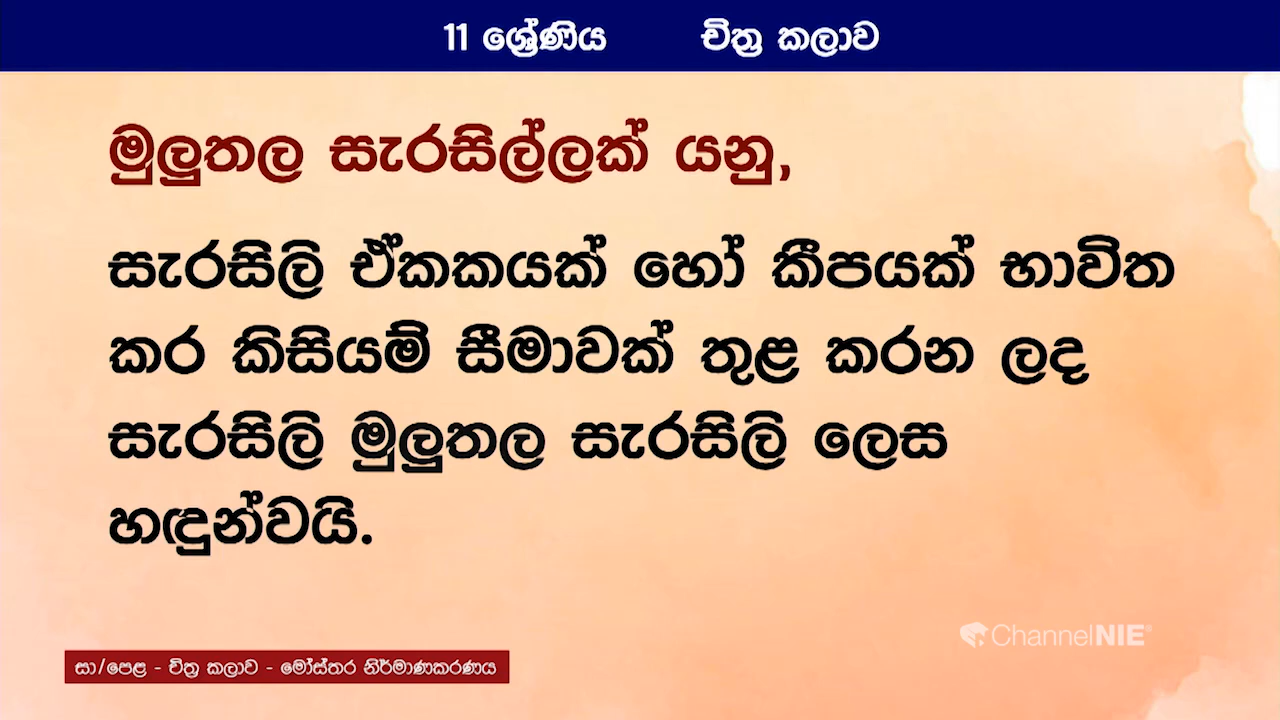 11 ශ්‍රේණිය චිත්‍ර කලාව
මුලුතල සැරසිල්ලක් යනු,
සැරසිලි ඒකකයක් හෝ කීපයක් භාවිත
කර කිසියම් සීමාවක් තුළ කරන ලද
සැරසිලි මුලුතල සැරසිලි ලෙස
හඳුන්වයි.
ChannelNIE
සා/පෙළ - චිත්‍ර කලාව - මෝස්තර නිර්මාණකරණය